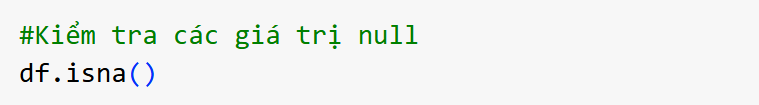 #Kiểm tra các giá trị null
df.isna()